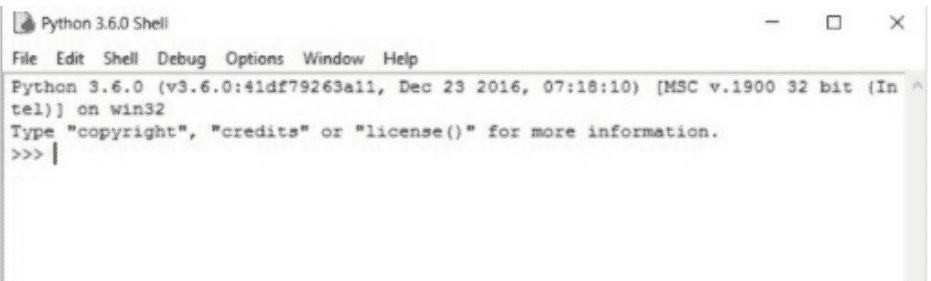 Python 3.6.0 Shell
File Edit Shell Debug Options Window Help
Python 3.6.0 (v3.6.0:41df79263a11, Dec 23 2016, 07:18:10) [MSC v.1900 32 bit (In
tel)] on win32
Type "copyright", "credits" or "license()" for more information.
>>>